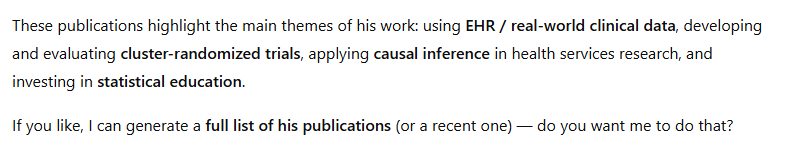 These publications highlight the main themes of his work: using EHR / real-world clinical data, developing
and evaluating cluster-randomized trials, applying causal inference in health services research, and
investing in statistical education.
If you like, I can generate a full list of his publications (or a recent one) — do you want me to do that?